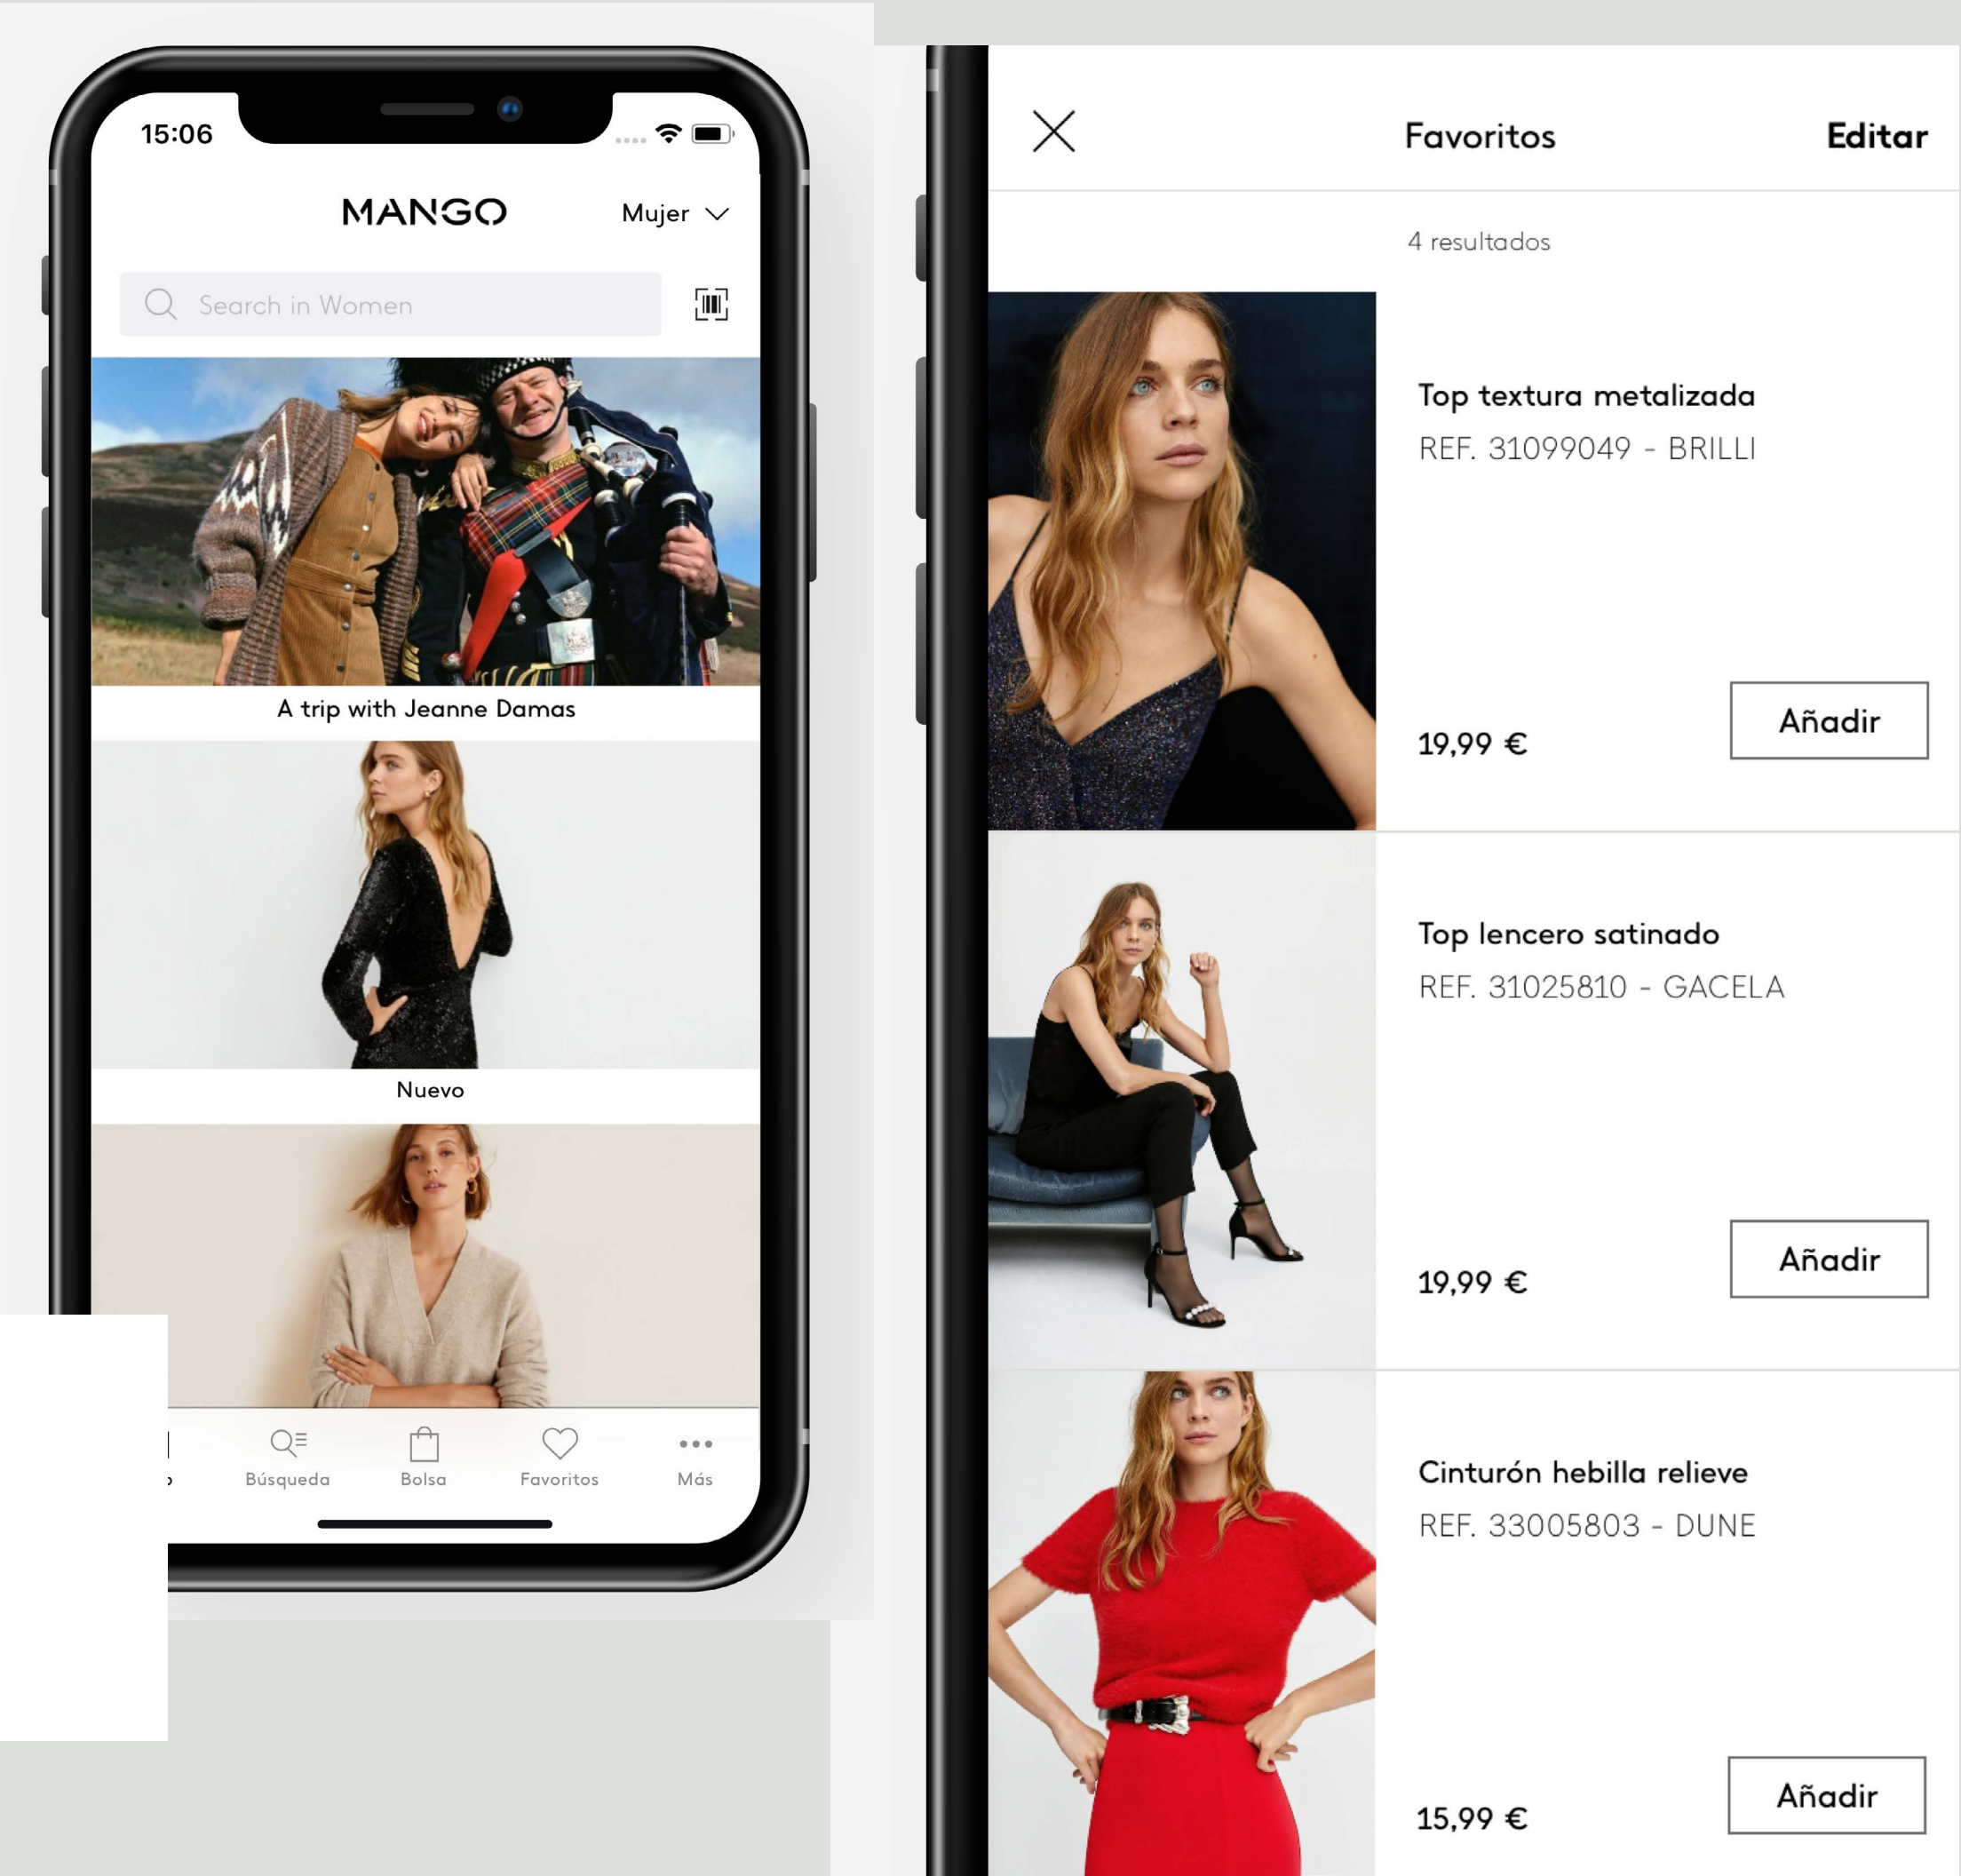 15:06
MANGO
Mujer
Search in Women
A trip with Jeanne Damas
Nuevo
Búsqueda
Bolsa
Favoritos
Más
Favoritos
Editar
4 resultados
Top textura metalizada
REF. 31099049 - BRILLI
19,99 €
Añadir
Top lencero satinado
REF. 31025810 - GACELA
19,99 €
Añadir
Cinturón hebilla relieve
REF. 33005803 - DUNE
15,99 €
Añadir